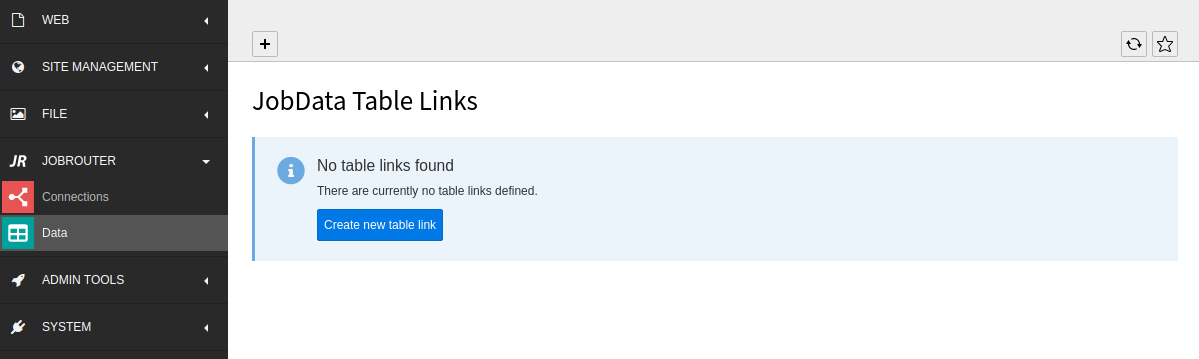 WEB
SITE MANAGEMENT
FILE
JR JOBROUTER
Connections
Data
ADMIN TOOLS
SYSTEM
JobData Table Links
No table links found
There are currently no table links defined.
Create new table link